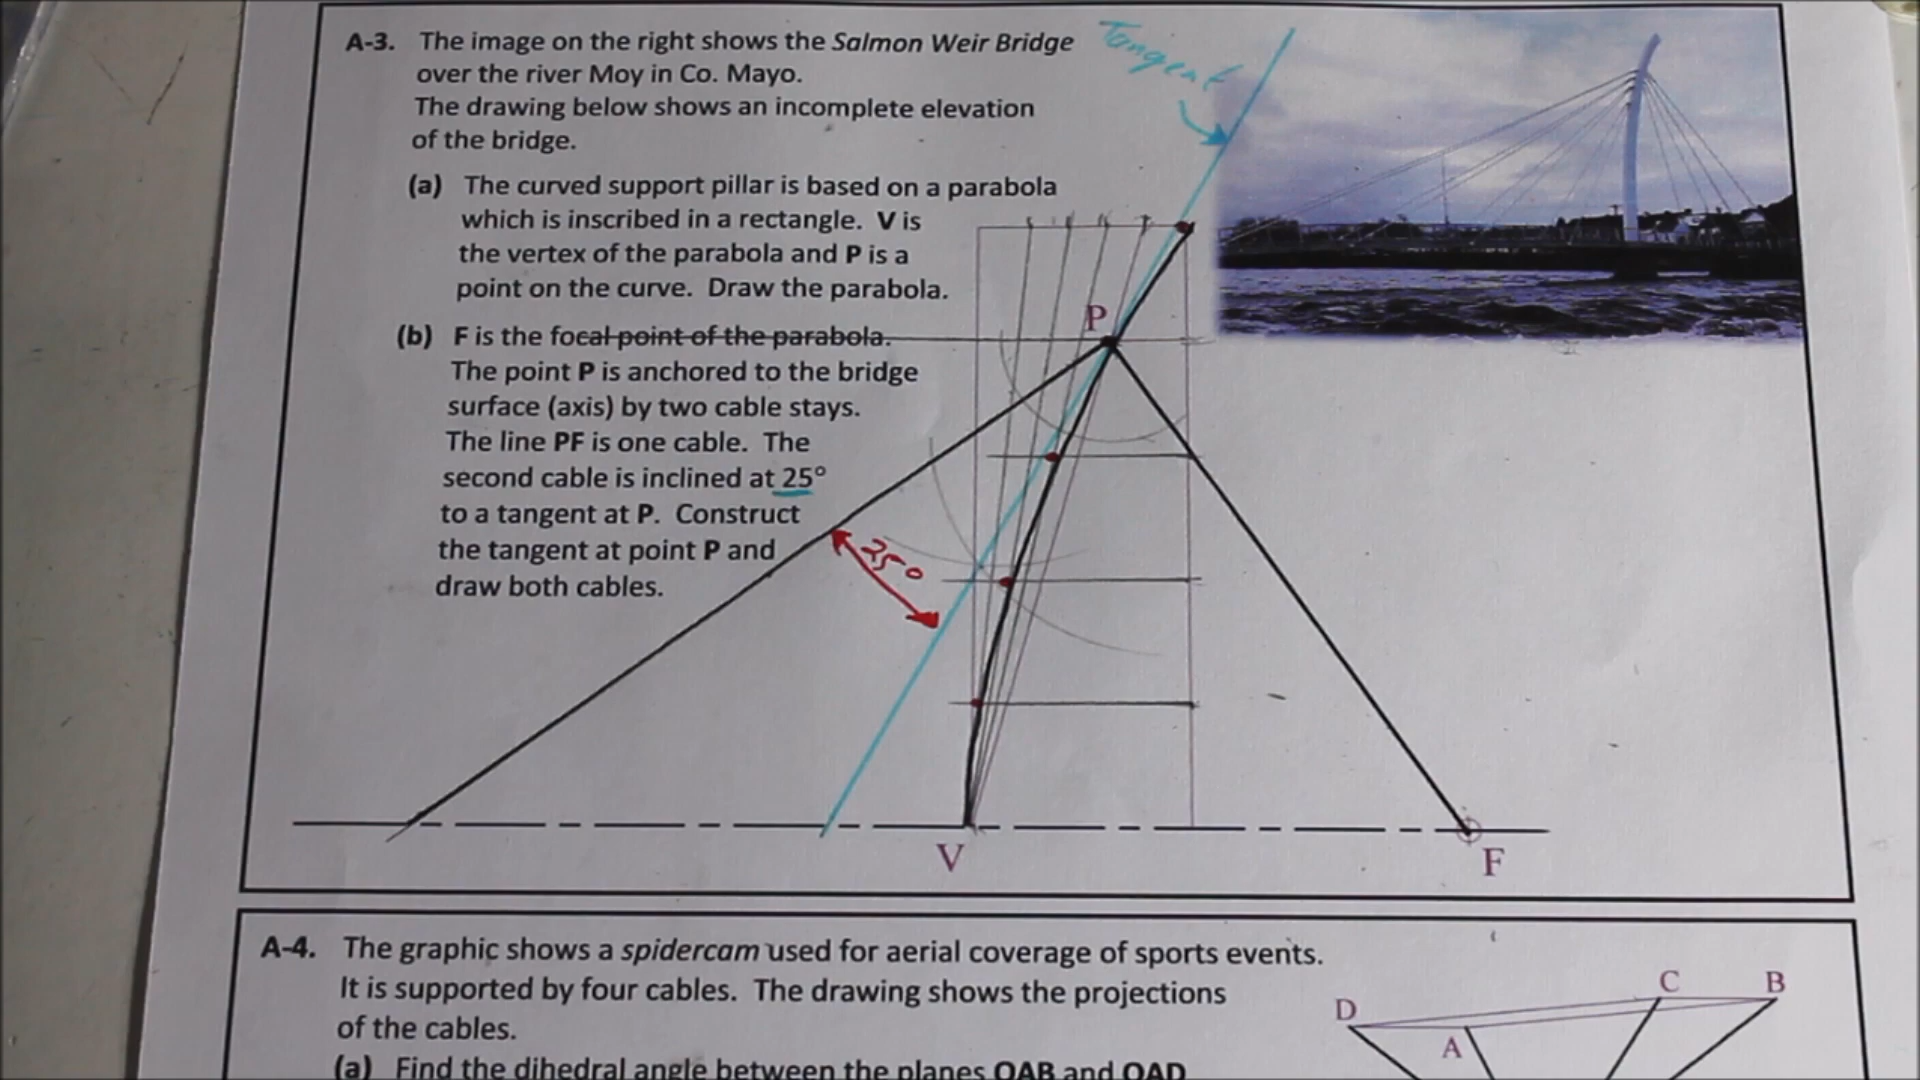 A-3. The image on the right shows the Salmon Weir Bridge
over the river Moy in Co. Mayo.
The drawing below shows an incomplete elevation
of the bridge.
(a) The curved support pillar is based on a parabola
which is inscribed in a rectangle. V is
the vertex of the parabola and P is a
point on the curve. Draw the parabola.
(b) F is the focal point of the parabola.
The point P is anchored to the bridge
surface (axis) by two cable stays.
The line PF is one cable. The
second cable is inclined at 25°
to a tangent at P. Construct
the tangent at point P and
draw both cables.
Tangent
P
25°
V
F
A-4. The graphic shows a spidercam used for aerial coverage of sports events.
It is supported by four cables. The drawing shows the projections
of the cables.
(a) Find the dihedral angle between the planes OAB and OAD
C
B
D
A